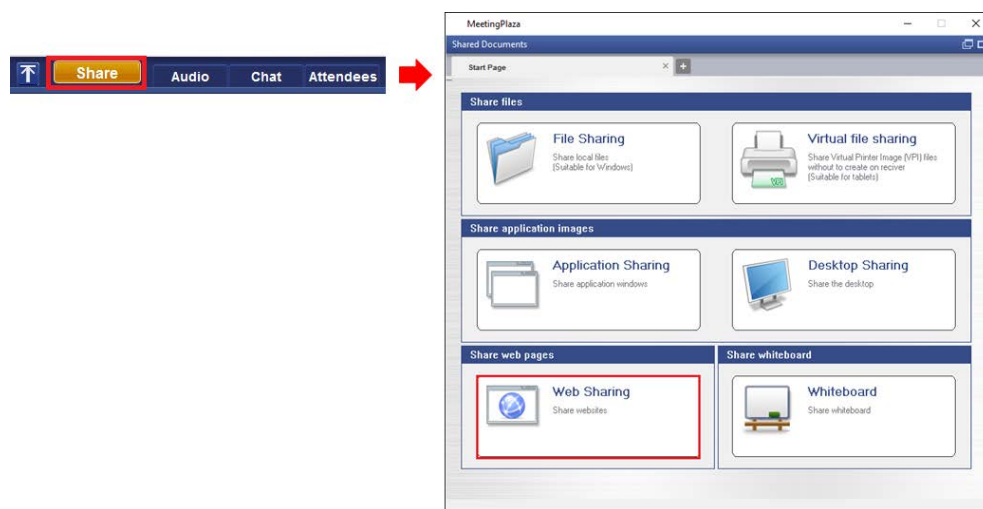 Share Audio Chat Attendees
MeetingPlaza
Shared Documents
Start Page
Share files
File Sharing
Share local files
(Suitable for Windows)
Virtual file sharing
Share Virtual Printer Image (VPI) files
without to create on reciver
(Suitable for tablets)
VPI
Share application images
Application Sharing
Share application windows
Desktop Sharing
Share the desktop
Share web pages
Web Sharing
Share websites
Share whiteboard
Whiteboard
Share whiteboard